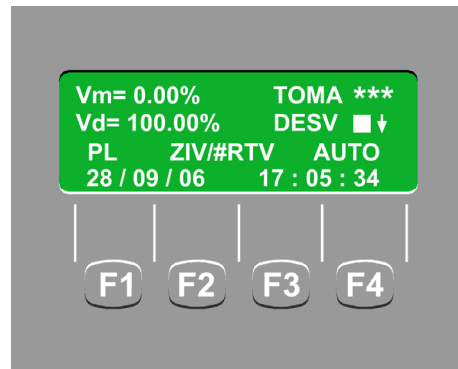 Vm= 0.00% TOMA ***
Vd= 100.00% DESV ■↓
PL ZIV/#RTV AUTO
28 / 09 / 06 17 : 05 : 34
F1 F2 F3 F4